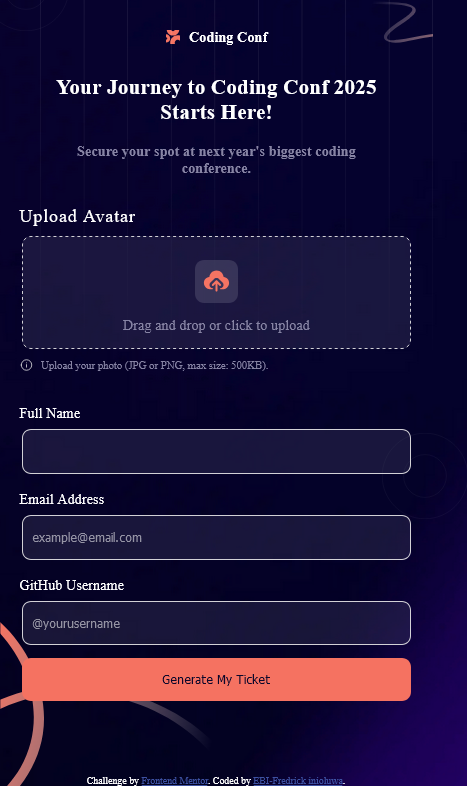 Coding Conf
Your Journey to Coding Conf 2025
Starts Here!
Secure your spot at next year's biggest coding
conference.
Upload Avatar
Drag and drop or click to upload
Upload your photo (JPG or PNG, max size: 500KB).
Full Name
Email Address
example@email.com
GitHub Username
@yourusername
Generate My Ticket
Challenge by Frontend Mentor. Coded by EBI-Fredrick inioluwa.